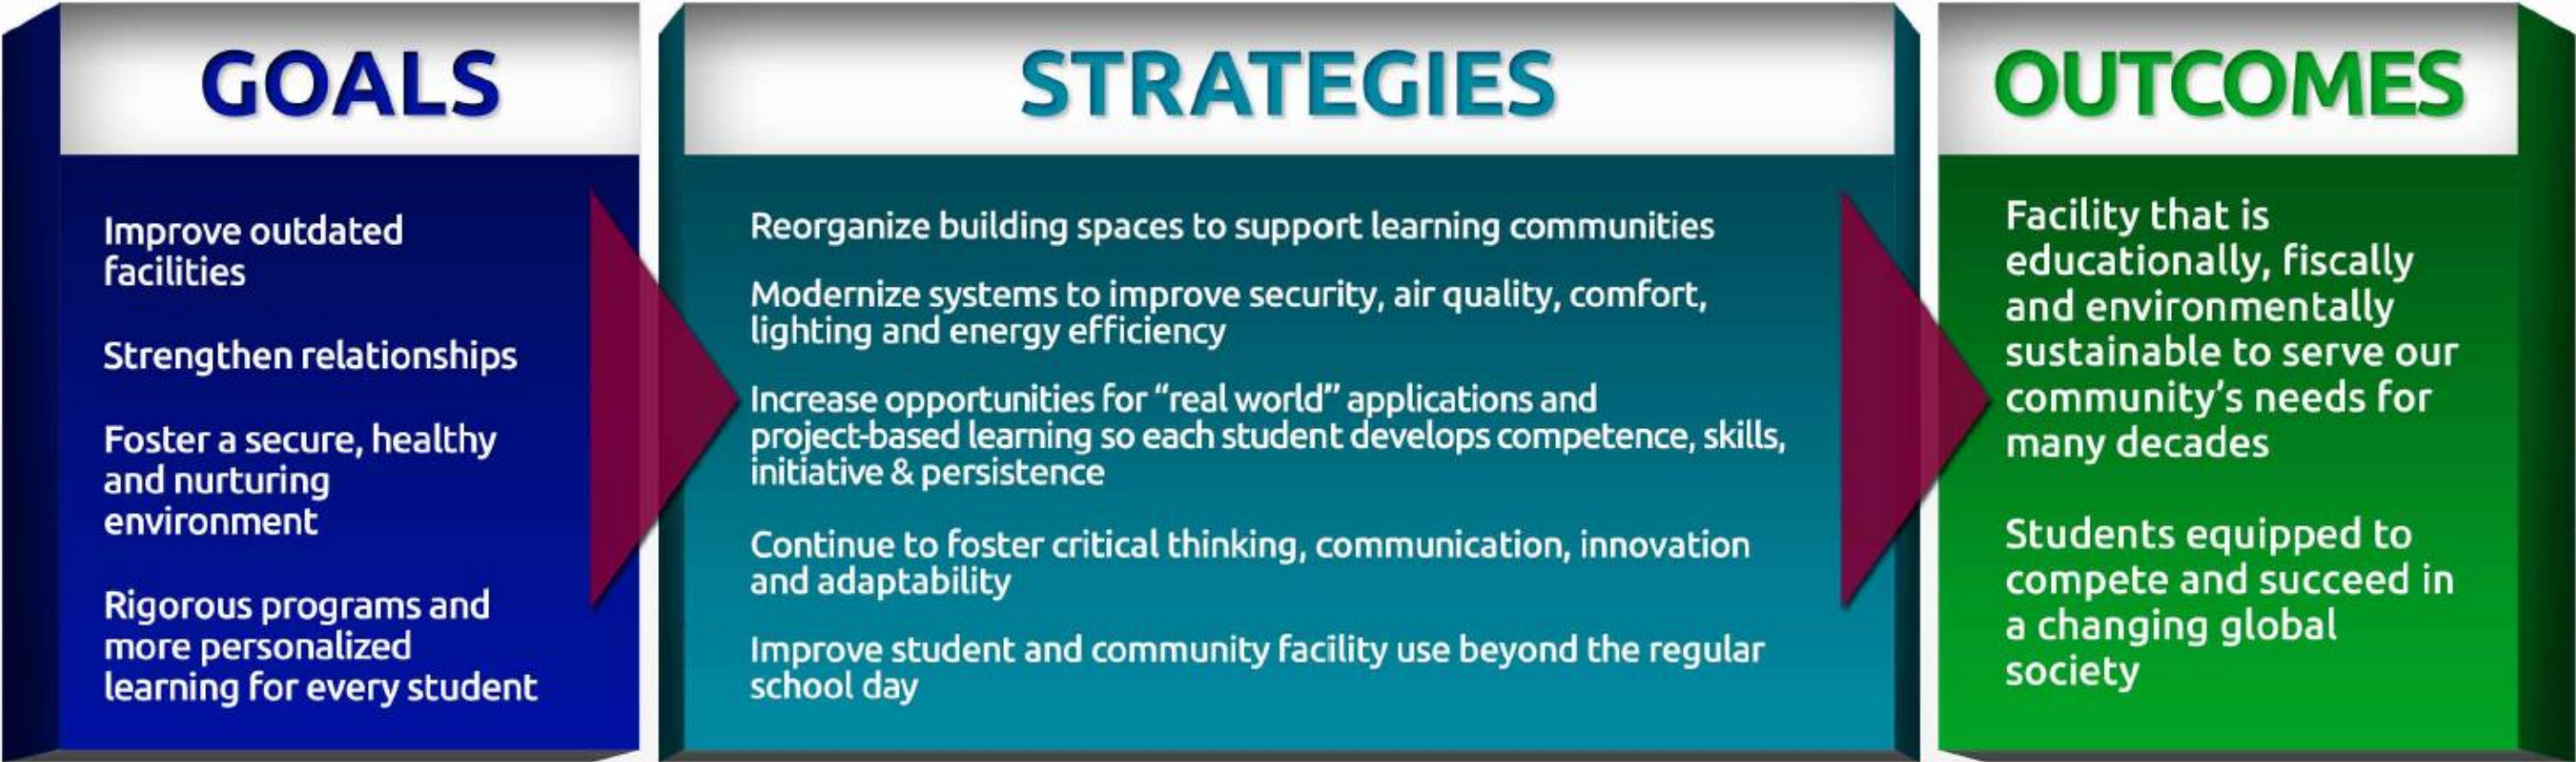 GOALS
Improve outdated
facilities
Strengthen relationships
Foster a secure, healthy
and nurturing
environment
Rigorous programs and
more personalized
learning for every student
STRATEGIES
Reorganize building spaces to support learning communities
Modernize systems to improve security, air quality, comfort,
lighting and energy efficiency
Increase opportunities for “real world” applications and
project-based learning so each student develops competence, skills,
initiative & persistence
Continue to foster critical thinking, communication, innovation
and adaptability
Improve student and community facility use beyond the regular
school day
OUTCOMES
Facility that is
educationally, fiscally
and environmentally
sustainable to serve our
community's needs for
many decades
Students equipped to
compete and succeed in
a changing global
society